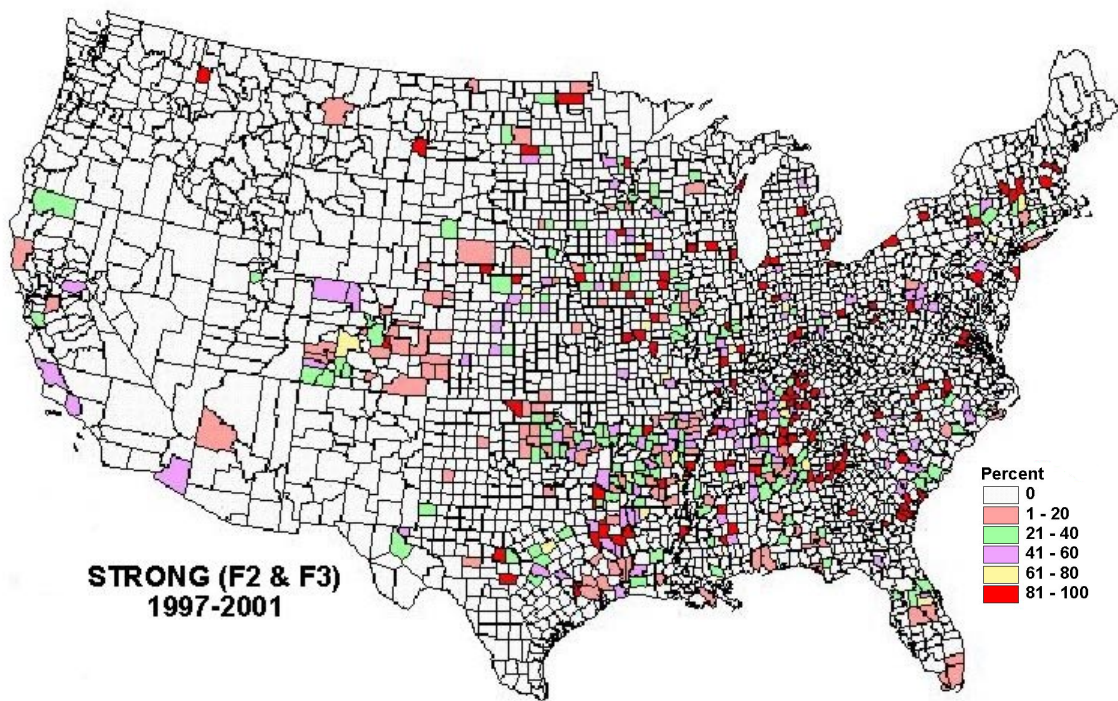 STRONG (F2 & F3)
1997-2001
Percent
0
1 - 20
21 - 40
41 - 60
61 - 80
81 - 100